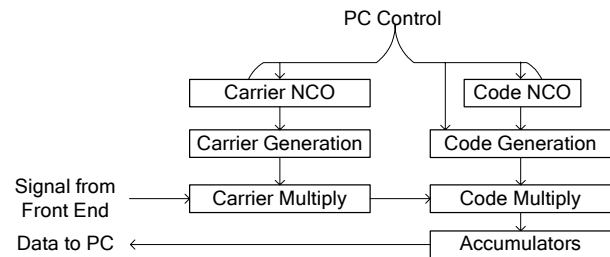 PC Control
Carrier NCO
Code NCO
Carrier Generation
Code Generation
Signal from
Front End
Carrier Multiply
Code Multiply
Data to PC
Accumulators